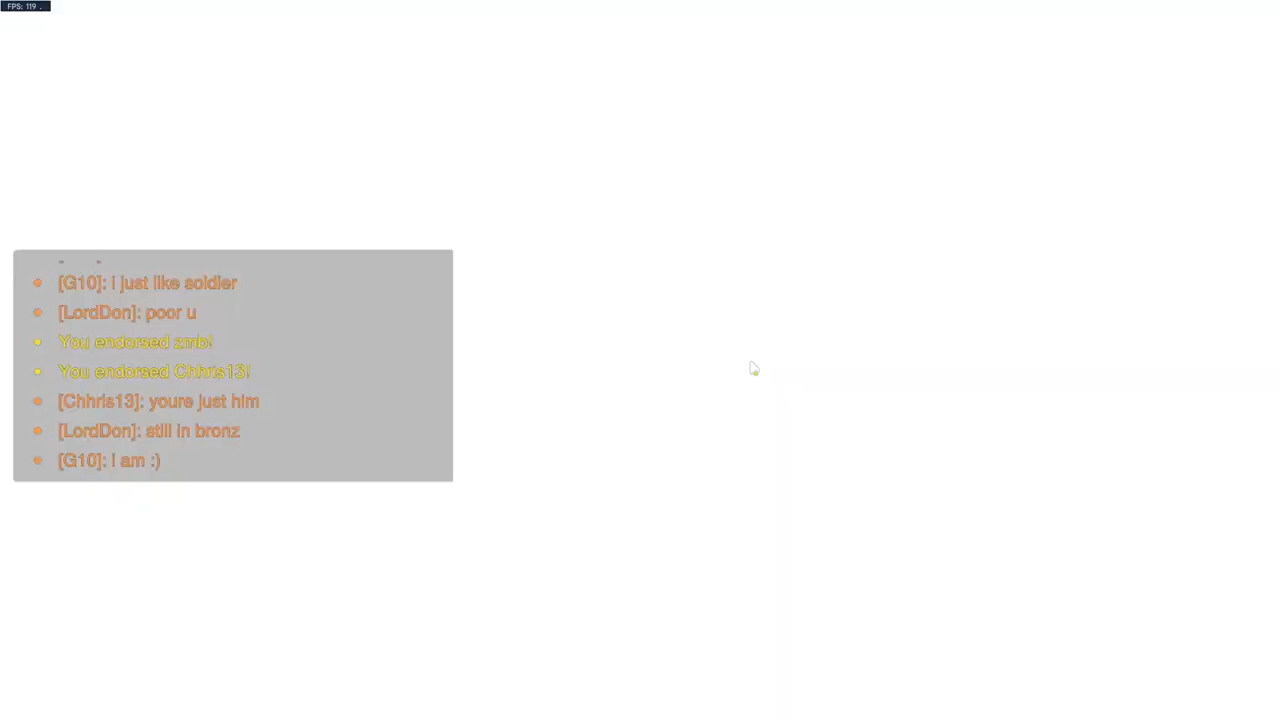 FPS: 119 .
[G10]: i just like soldier
[LordDon]: poor u
You endorsed zmb!
You endorsed Chhris13!
[Chhris13]: youre just him
[LordDon]: still in bronz
[G10]: i am :)